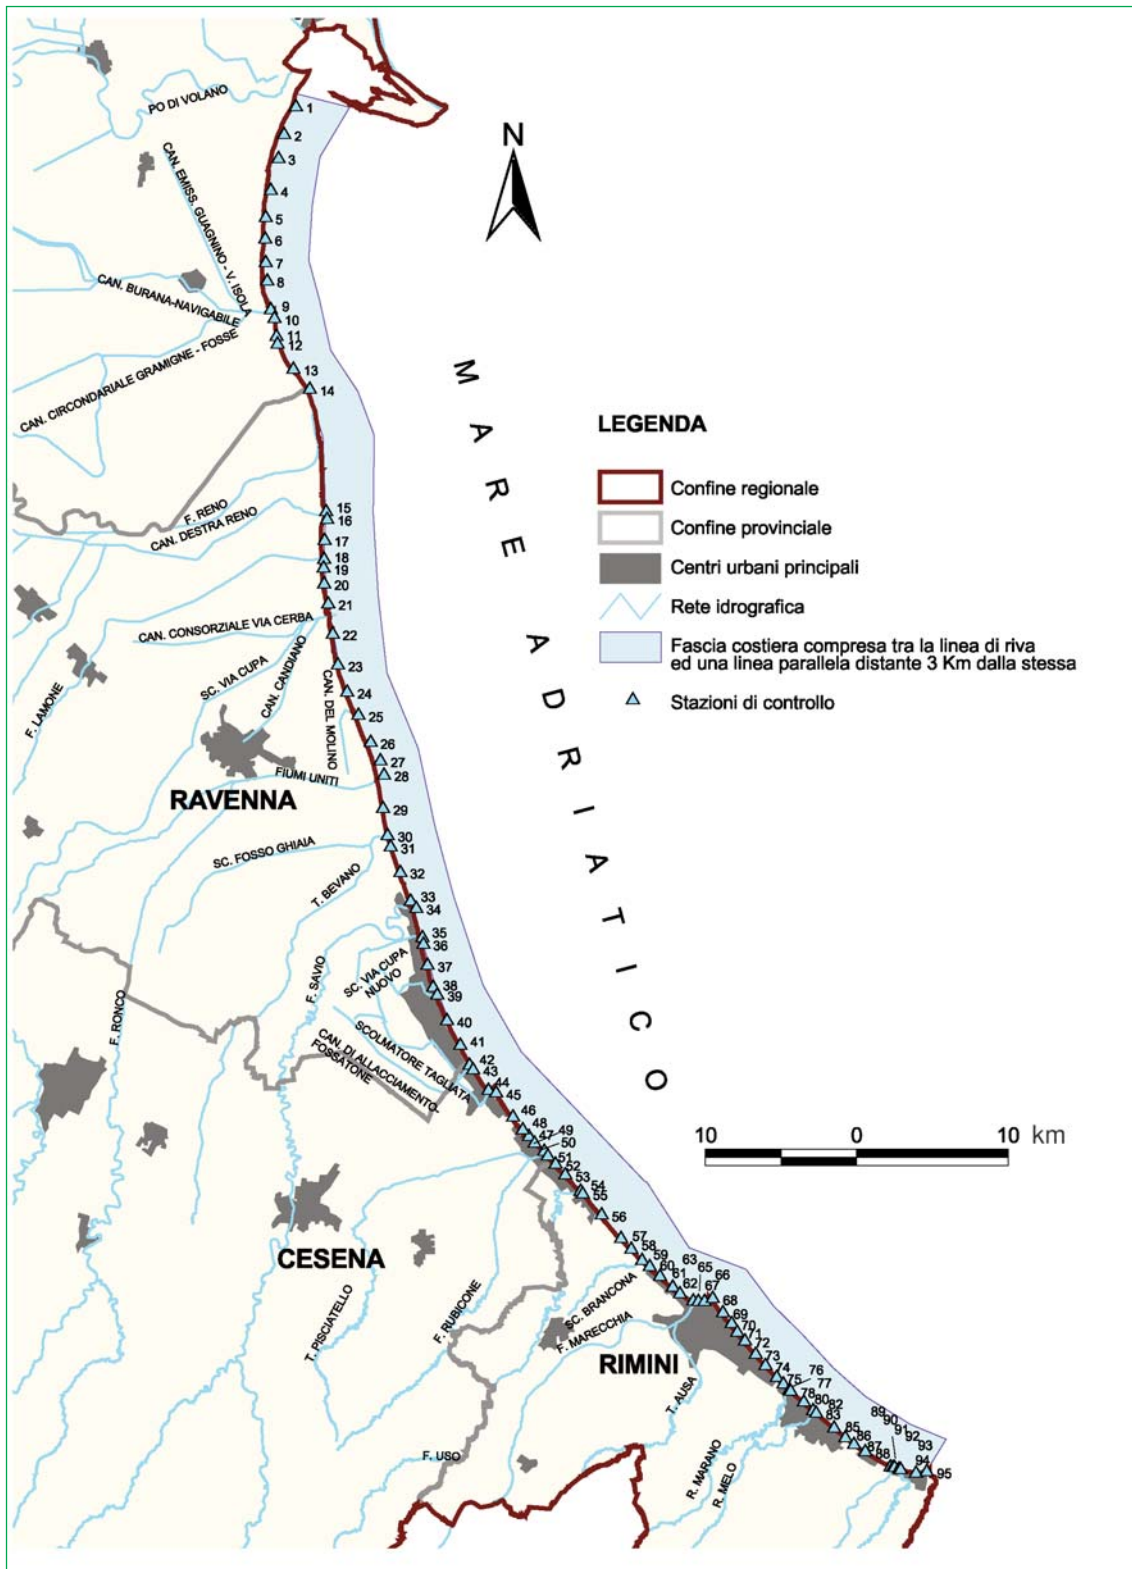 PO DI VOLANO
1
2
3
CAN. EMISS. GUAGNINO - V. ISOLA
4
5
6
7
8
CAN. BURANA-NAVIGABILE
9
10
11
12
CAN. CIRCONDARIALE GRAMIGNE - FOSSE
13
14
N
MARE ADRIATICO
LEGENDA
Confine regionale
Confine provinciale
Centri urbani principali
Rete idrografica
Fascia costiera compresa tra la linea di riva
ed una linea parallela distante 3 Km dalla stessa
Stazioni di controllo
F. RENO
CAN. DESTRA RENO
15
16
17
18
19
20
21
CAN. CONSORZIALE VIA CERBA
22
SC. VIA CUPA
CAN. CANDIANO
23
F. LAMONE
CAN. DEL MOLINO
24
25
26
27
28
FIUMI UNITI
RAVENNA
29
30
31
SC. FOSSO GHIAIA
32
T. BEVANO
33
34
35
36
F. SAVIO
SC. VIA CUPA
NUOVO
37
38
39
F. RONCO
40
41
SCOLMATORE TAGLIATA
CAN. DI ALLACCIAMENTO-
FOSSATONE
42
43
44
45
46
48
49
47
50
51
52
53
54
55
56
10 0 10 km
CESENA
57
58
59
60
61
62
63
65
66
67
68
69
70
71
72
73
74
75
76
77
78
80
82
83
85
86
87
88
89
90
91
92
93
94
95
T. PISCIATELLO
F. RUBICONE
SC. BRANCONA
F. MARECCHIA
RIMINI
T. AUSA
F. USO
R. MARANO
R. MELO